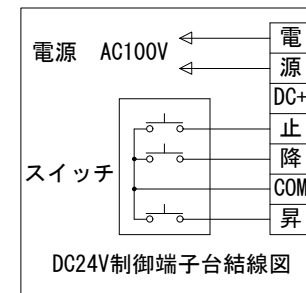 電源 AC100V
電
源
DC+
止
降
COM
昇
スイッチ
DC24V制御端子台結線図